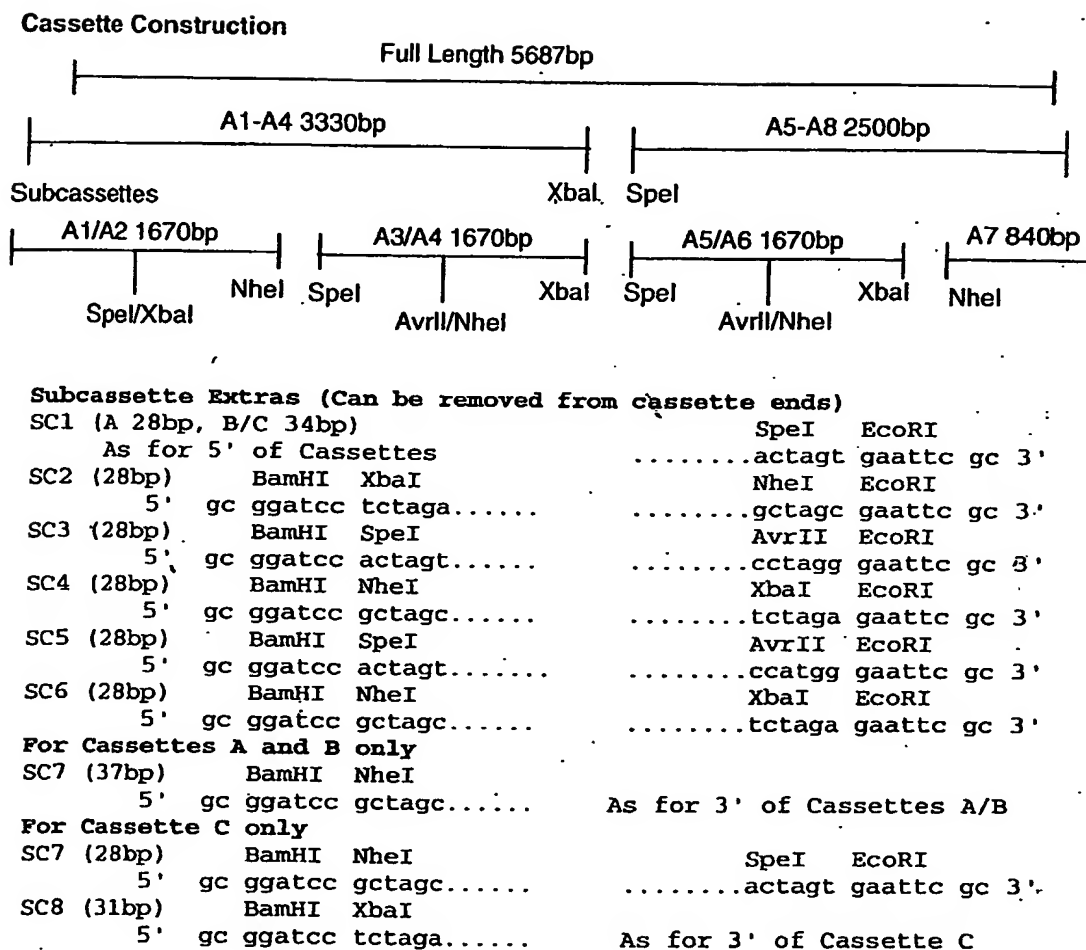 Cassette Construction
Full Length 5687bp
A1-A4 3330bp A5-A8 2500bp
Subcassettes XbaI. SpeI
A1/A2 1670bp A3/A4 1670bp A5/A6 1670bp A7 840bp
NheI SpeI XbaI SpeI XbaI NheI
SpeI/XbaI AvrII/NheI AvrII/NheI
Subcassette Extras (Can be removed from cassette ends)
SC1 (A 28bp, B/C 34bp) SpeI EcoRI
As for 5' of Cassettes ........actagt gaattc gc 3'
SC2 (28bp) BamHI XbaI NheI EcoRI
5' gc ggatcc tctaga...... ........gctagc gaattc gc 3'
SC3 (28bp) BamHI SpeI AvrII EcoRI
5' gc ggatcc actagt...... ........cctagg gaattc gc 3'
SC4 (28bp) BamHI NheI XbaI EcoRI
5' gc ggatcc gctagc...... ........tctaga gaattc gc 3'
SC5 (28bp) BamHI SpeI AvrII EcoRI
5' gc ggatcc actagt....... ........ccatgg gaattc gc 3'
SC6 (28bp) BamHI NheI XbaI EcoRI
5' gc ggatcc gctagc...... ........tctaga gaattc gc 3'
For Cassettes A and B only
SC7 (37bp) BamHI NheI
5' gc ggatcc gctagc...... As for 3' of Cassettes A/B
For Cassette C only
SC7 (28bp) BamHI NheI SpeI EcoRI
5' gc ggatcc gctagc...... ........actagt gaattc gc 3'
SC8 (31bp) BamHI XbaI
5' gc ggatcc tctaga...... As for 3' of Cassette C